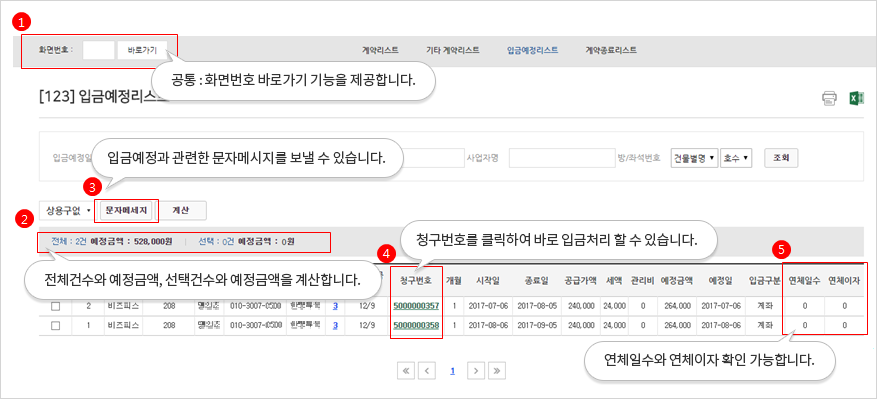 1
화면번호 : 바로가기 계약리스트 기타 계약리스트 입금예정리스트 계약종료리스트
공통 : 화면번호 바로가기 기능을 제공합니다.
[123] 입금예정리스트
입금예정일 사업자명 방/좌석번호 건물별명 호수 조회
입금예정과 관련한 문자메시지를 보낼 수 있습니다.
3
상용구없 문자메세지 계산
2
전체 : 2건 예정금액 : 528,000원 선택 : 0건 예정금액 : 0원
청구번호를 클릭하여 바로 입금처리 할 수 있습니다.
4
5
전체건수와 예정금액, 선택건수와 예정금액을 계산합니다.
청구번호 개월 시작일 종료일 공급가액 세액 관리비 예정금액 예정일 입금구분 연체일수 연체이자
2 비즈피스 208 010-3007-0508 3 12/9 5000000357 1 2017-07-06 2017-08-05 240,000 24,000 0 264,000 2017-07-06 계좌 0 0
1 비즈피스 208 010-3007-0508 3 12/9 5000000358 1 2017-08-06 2017-09-05 240,000 24,000 0 264,000 2017-08-06 계좌 0 0
연체일수와 연체이자 확인 가능합니다.
« ‹ 1 › »